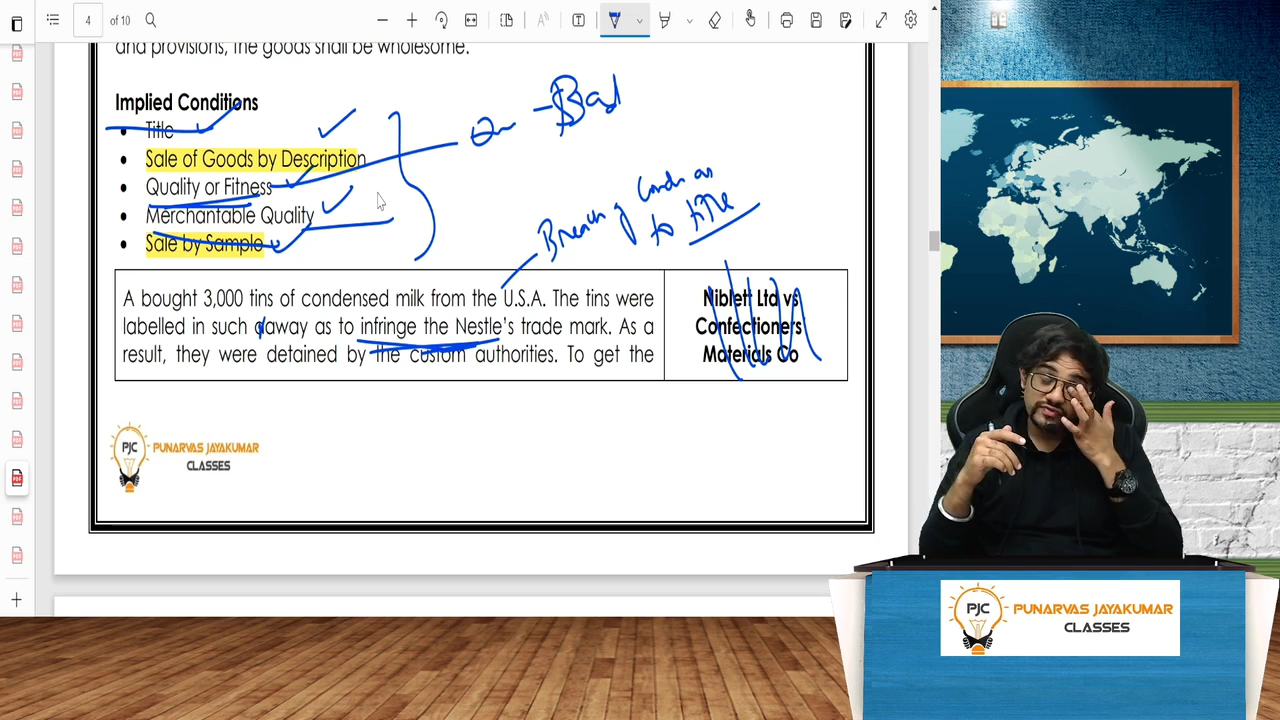 4 of 10
and provisions, the goods shall be wholesome.
Implied Conditions
• Title
• Sale of Goods by Description
• Quality or Fitness
• Merchantable Quality
• Sale by Sample
- Bad
Breach of
to title
A bought 3,000 tins of condensed milk from the U.S.A. The tins were
labelled in such away as to infringe the Nestle's trade mark. As a
result, they were detained by the custom authorities. To get the
Niblett Ltd vs
Confectioners
Materials Co
PJC
PUNARVAS JAYAKUMAR
CLASSES
PJC
PUNARVAS JAYAKUMAR
CLASSES